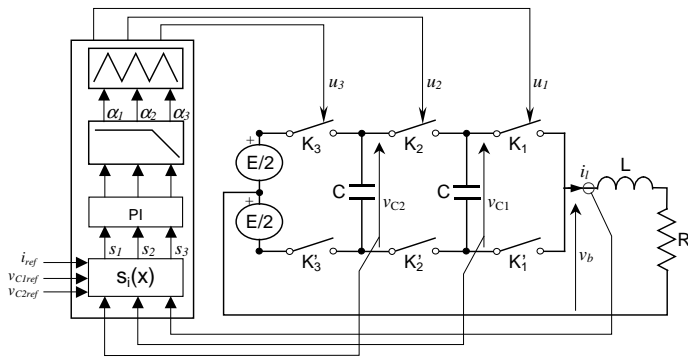 u3
u2
u1
α1 α2 α3
+
E/2
+
E/2
K3
K2
K1
C
C
vC2
vC1
il
L
R
vb
K'3
K'2
K'1
PI
s1 s2 s3
iref
vC1ref
vC2ref
si(x)